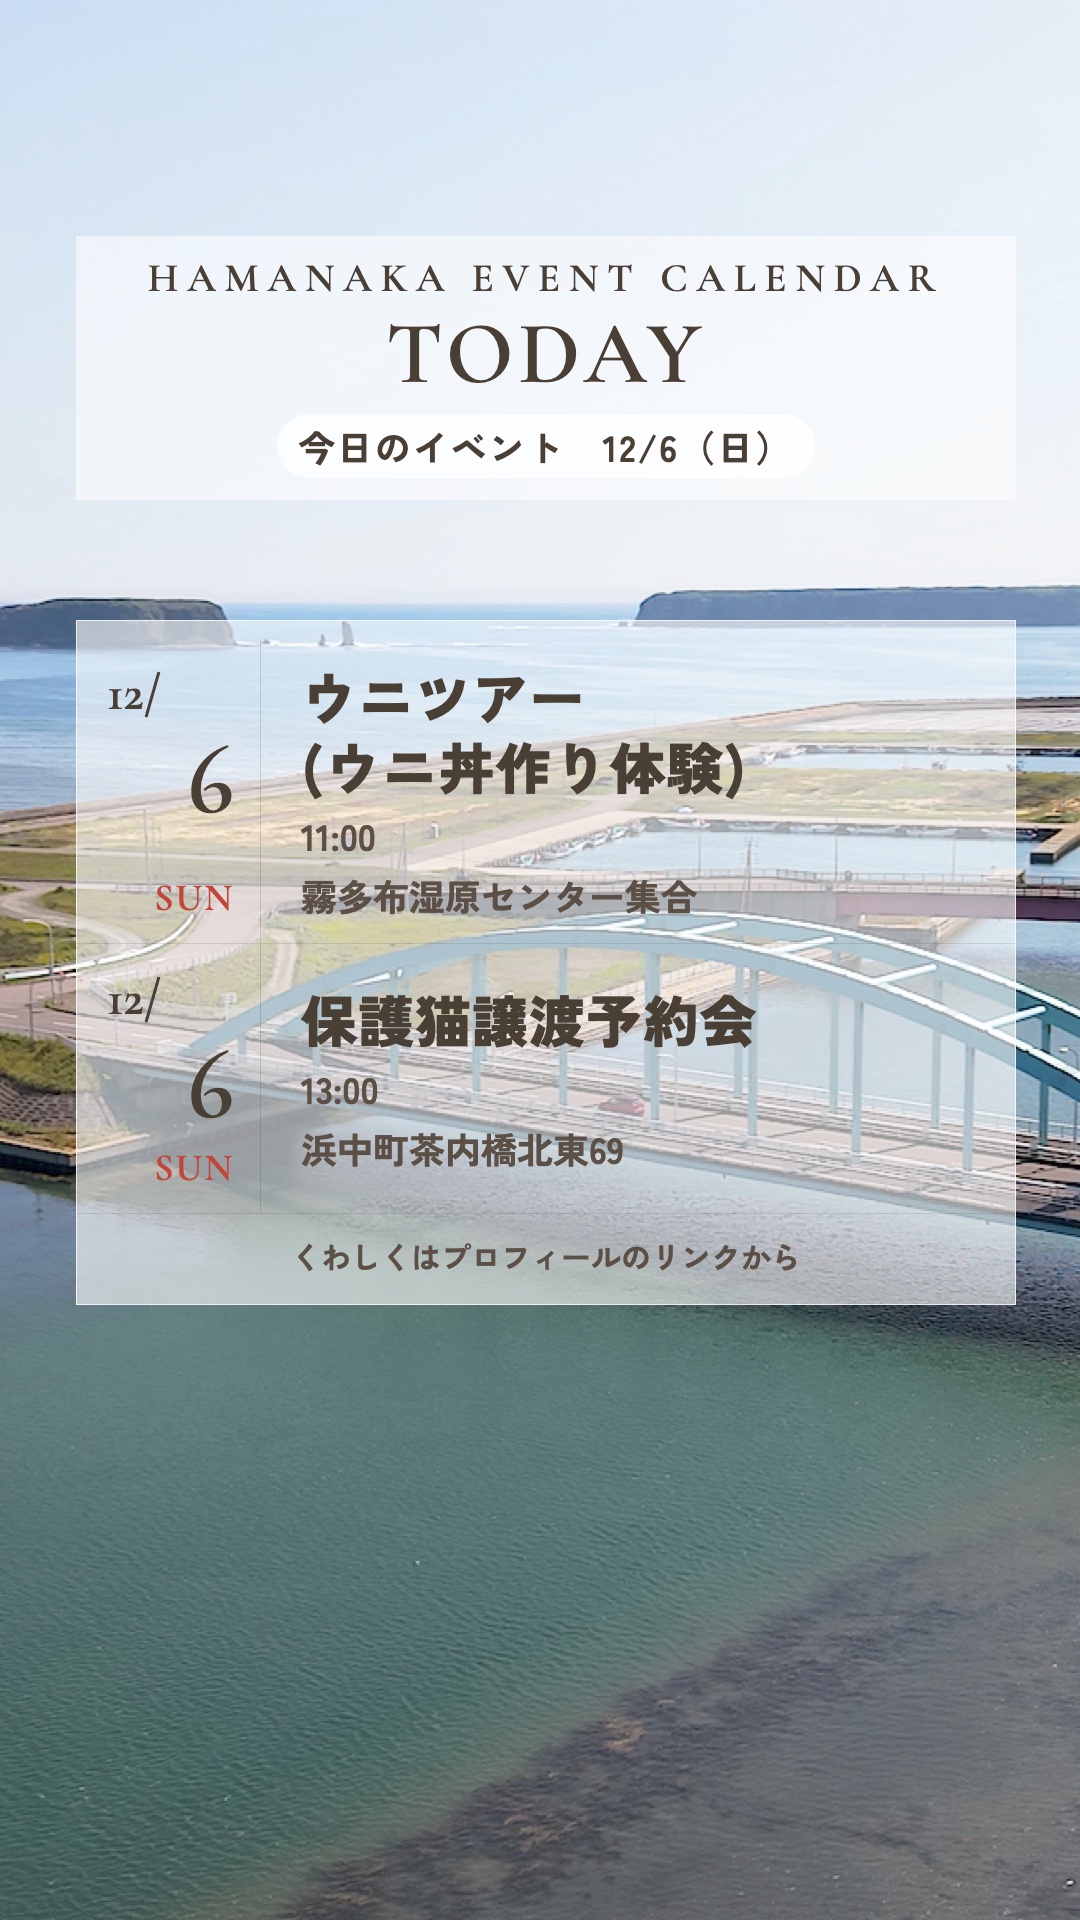 HAMANAKA EVENT CALENDAR
TODAY
今日のイベント 12/6（日）
12/
6
SUN
ウニツアー
(ウニ丼作り体験)
11:00
霧多布湿原センター集合
12/
6
SUN
保護猫譲渡予約会
13:00
浜中町茶内橋北東69
くわしくはプロフィールのリンクから